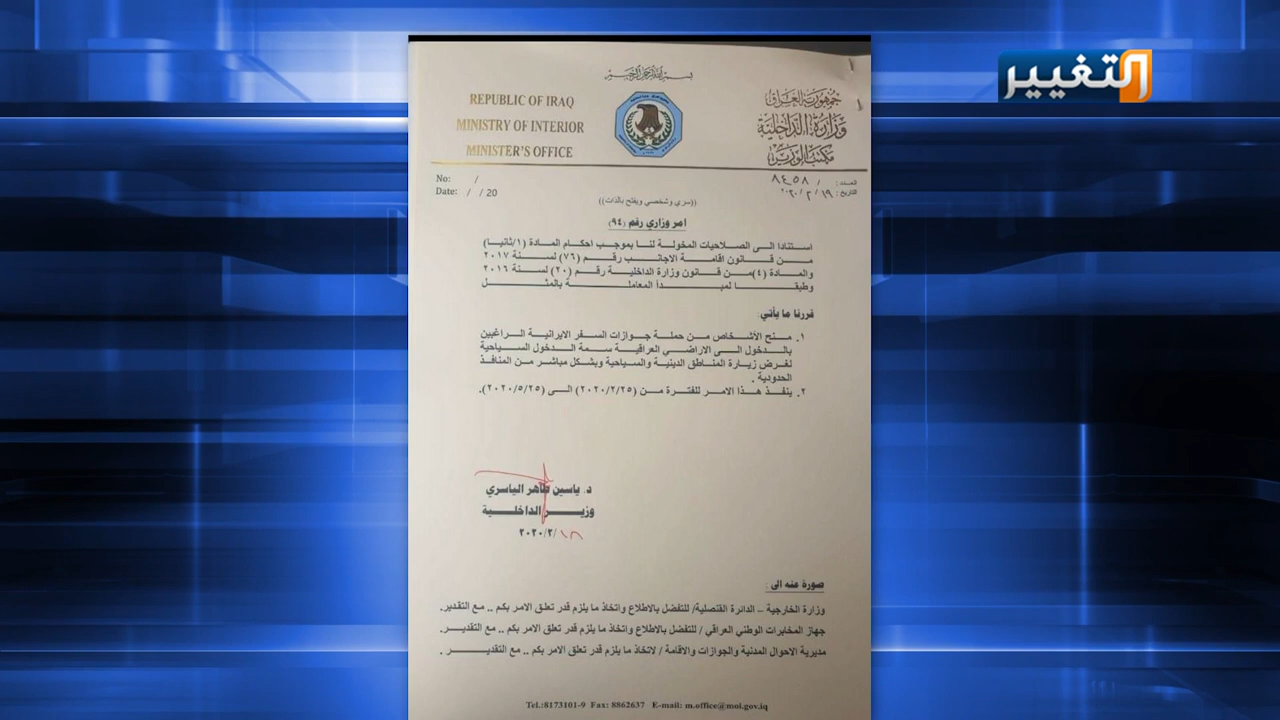 التغيير
بسم الله الرحمن الرحيم
REPUBLIC OF IRAQ
MINISTRY OF INTERIOR
MINISTER'S OFFICE
جمهورية العراق
وزارة الداخلية
مكتب الوزير
No: /
Date: / / 20
العدد : / ٨٤٥٨
التاريخ : ١٩ / ٢ / ٢٠٢٠
((سري وشخصي ويفتح بالذات))
امر وزاري رقم (٩٤)
استنادا الى الصلاحيات المخولة لنا بموجب احكام المادة (١/ثانيا)
من قانون اقامة الاجانب رقم (٧٦) لسنة ٢٠١٧
والمادة (٤)من قانون وزارة الداخلية رقم (٢٠) لسنة ٢٠١٦
وطبقا لمبدأ المعاملة بالمثل
قررنا ما يأتي:
١. منح الأشخاص من حملة جوازات السفر الايرانية الراغبين
بالدخول الى الاراضي العراقية سمة الدخول السياحية
لغرض زيارة المناطق الدينية والسياحية وبشكل مباشر من المنافذ
الحدودية .
٢. ينفذ هذا الامر للفترة من (٢٠٢٠/٢/٢٥) الى (٢٠٢٠/٥/٢٥).
د. ياسين طاهر الياسري
وزير الداخلية
١٨/٢/٢٠٢٠
صورة عنه الى :
وزارة الخارجية – الدائرة القنصلية/ للتفضل بالاطلاع واتخاذ ما يلزم قدر تعلق الامر بكم .. مع التقدير.
جهاز المخابرات الوطني العراقي / للتفضل بالاطلاع واتخاذ ما يلزم قدر تعلق الامر بكم .. مع التقدير.
مديرية الاحوال المدنية والجوازات والاقامة / لاتخاذ ما يلزم قدر تعلق الامر بكم .. مع التقدير .
Tel.:8173101-9 Fax: 8862637 E-mail: m.office@moi.gov.iq